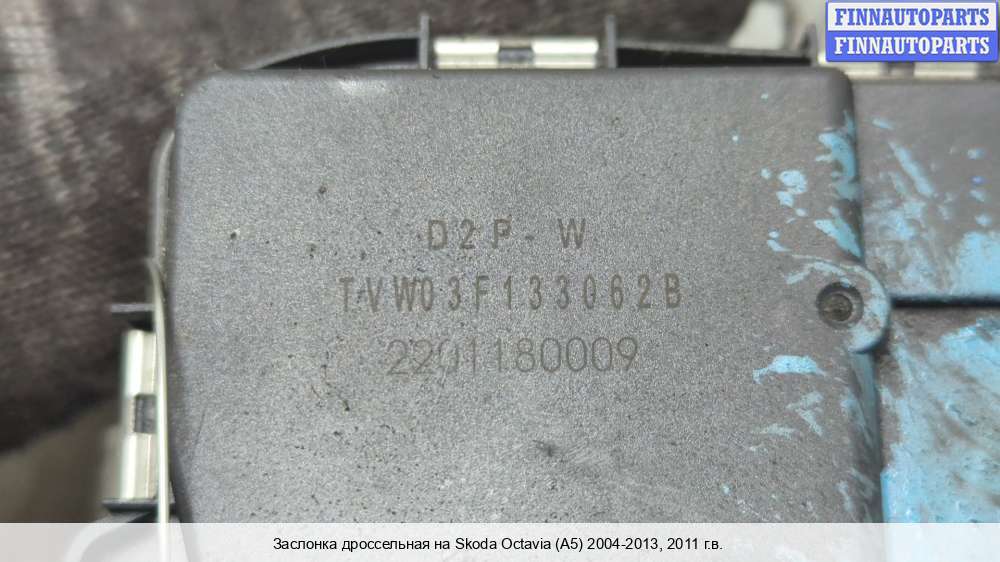 FINNAUTOPARTS
FINNAUTOPARTS
D2P-W
TVW03F133062B
2201180009
Заслонка дроссельная на Skoda Octavia (A5) 2004-2013, 2011 г.в.